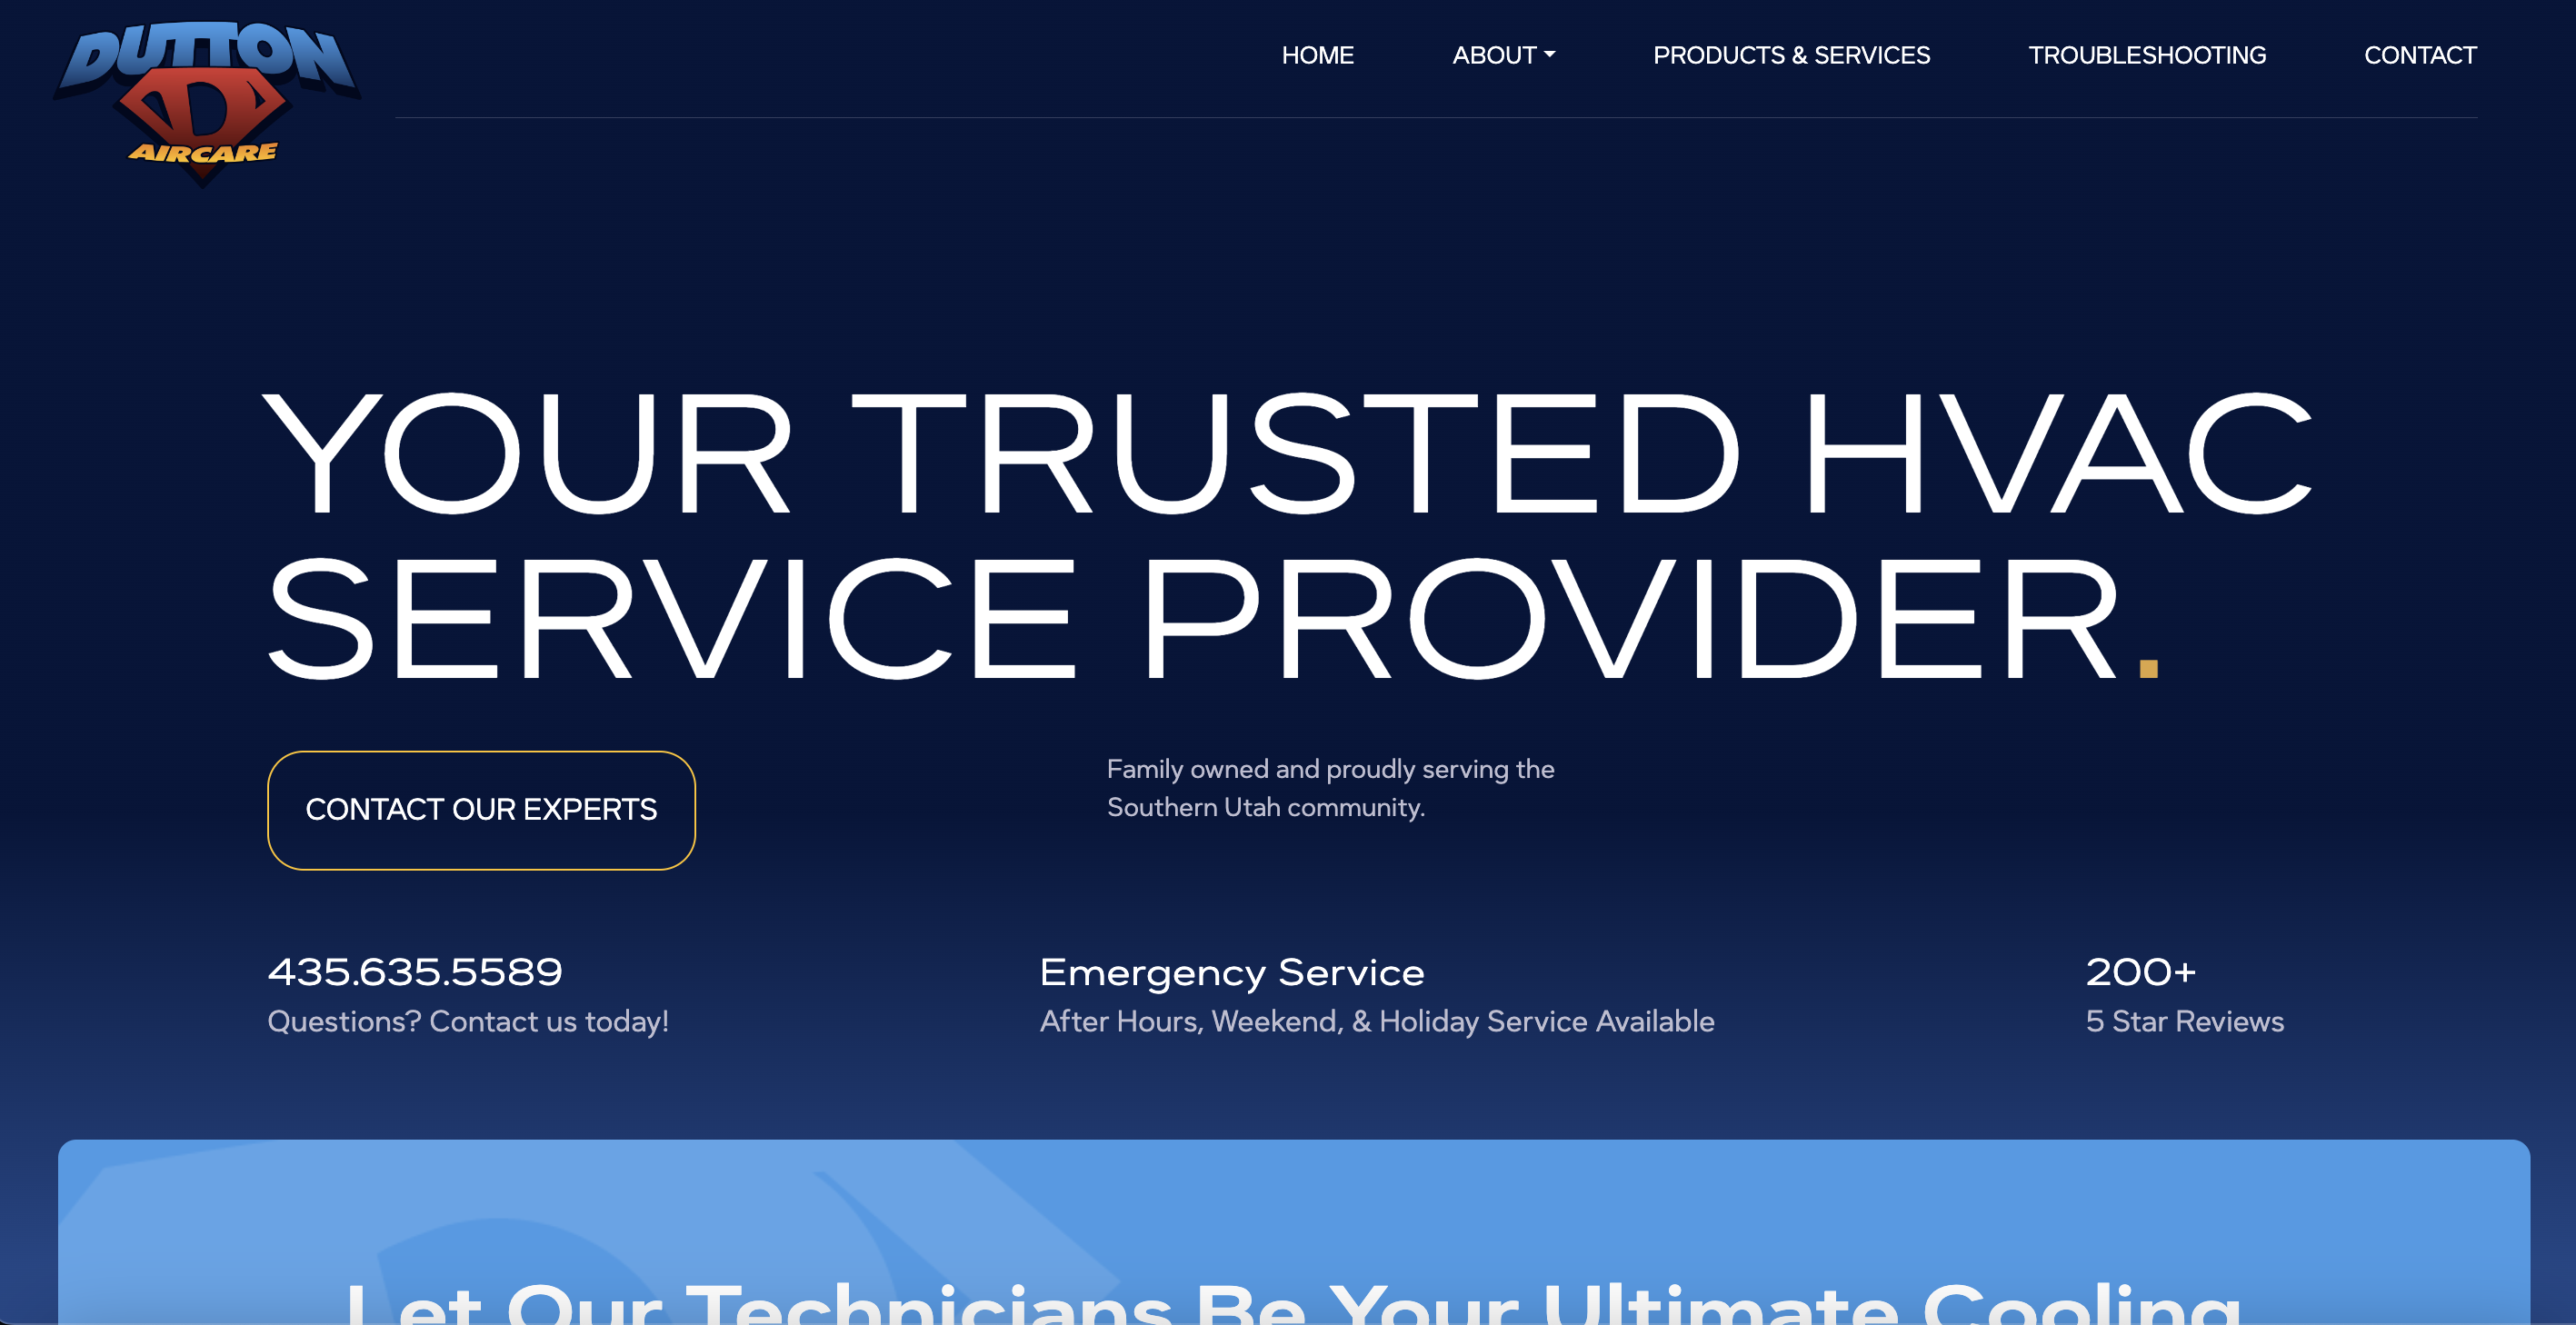 DUTTON
D
AIRCARE
HOME
ABOUT
PRODUCTS & SERVICES
TROUBLESHOOTING
CONTACT
YOUR TRUSTED HVAC
SERVICE PROVIDER.
CONTACT OUR EXPERTS
Family owned and proudly serving the
Southern Utah community.
435.635.5589
Questions? Contact us today!
Emergency Service
After Hours, Weekend, & Holiday Service Available
200+
5 Star Reviews
Let Our Technicians Be Your Ultimate Cooling